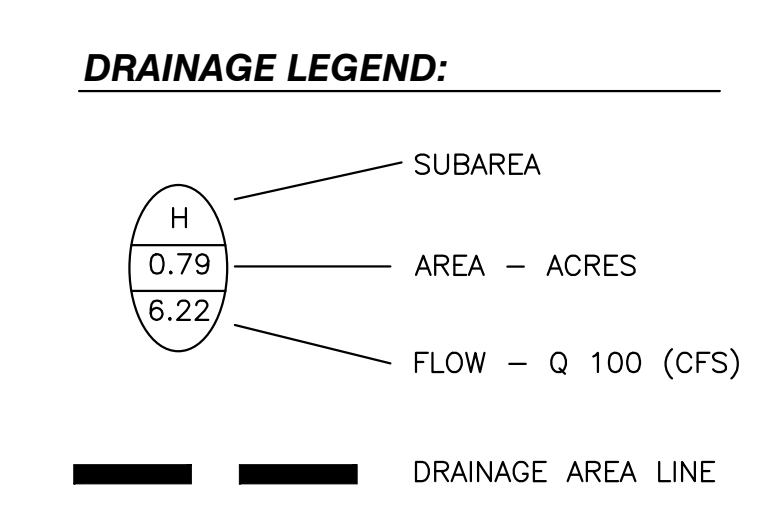 DRAINAGE LEGEND:
SUBAREA
H
0.79
AREA – ACRES
6.22
FLOW – Q 100 (CFS)
DRAINAGE AREA LINE